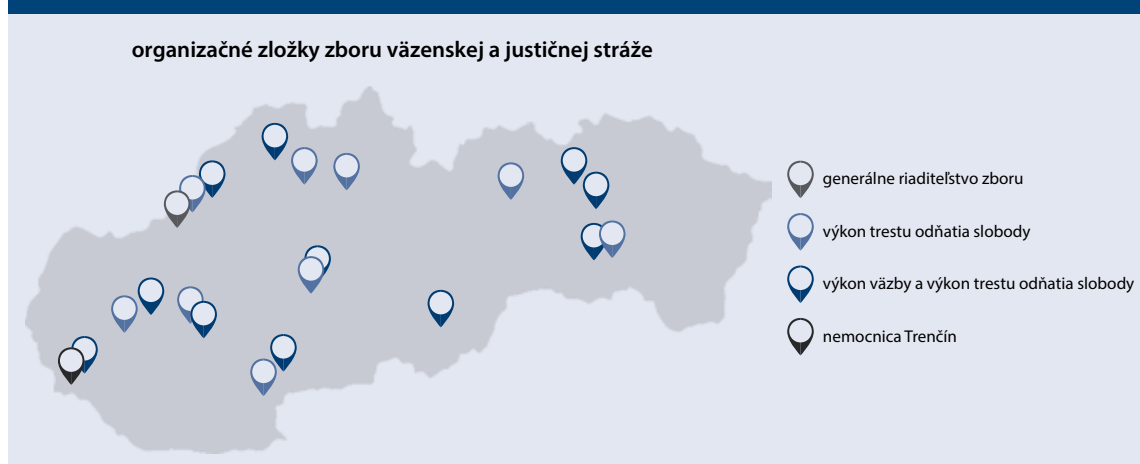 organizačné zložky zboru väzenskej a justičnej stráže
generálne riaditeľstvo zboru
výkon trestu odňatia slobody
výkon väzby a výkon trestu odňatia slobody
nemocnica Trenčín